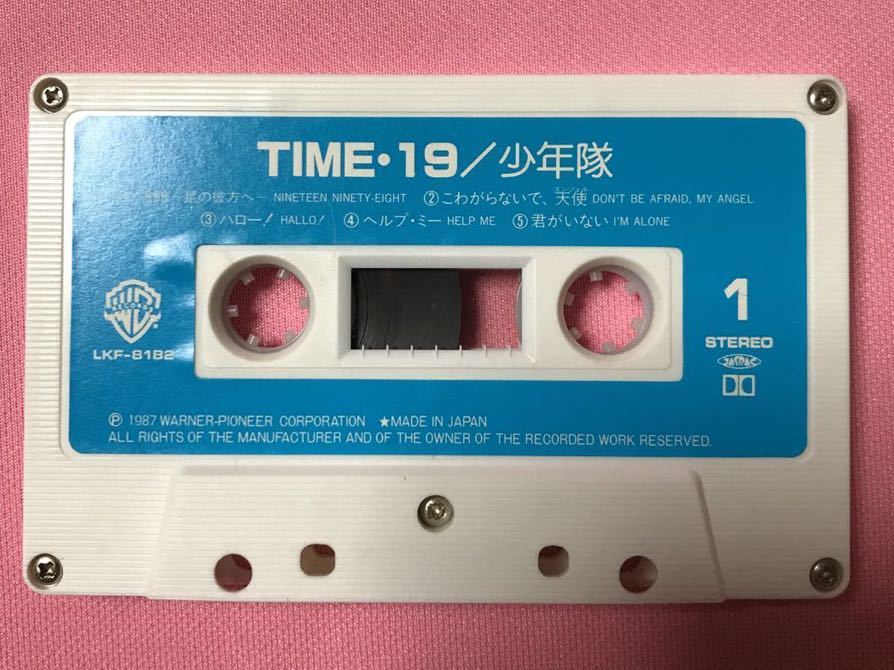 TIME•19/少年隊
〜星の彼方へ〜 NINETEEN NINETY-EIGHT ②こわがらないで、天使 DON'T BE AFRAID, MY ANGEL
③ハロー! HALLO! ④ヘルプ・ミー HELP ME ⑤君がいない I'M ALONE
WB RECORDS
LKF-8182
1
STEREO
JASRAC
Ⓟ 1987 WARNER-PIONEER CORPORATION ★MADE IN JAPAN
ALL RIGHTS OF THE MANUFACTURER AND OF THE OWNER OF THE RECORDED WORK RESERVED.